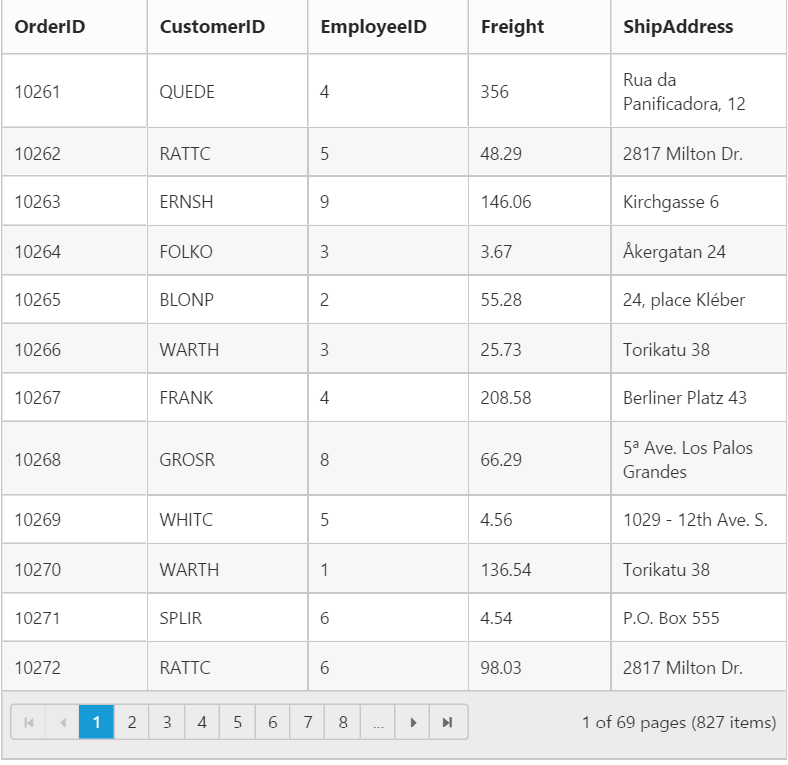 OrderID CustomerID EmployeeID Freight ShipAddress
10261 QUEDE 4 356 Rua da
Panificadora, 12
10262 RATTC 5 48.29 2817 Milton Dr.
10263 ERNSH 9 146.06 Kirchgasse 6
10264 FOLKO 3 3.67 Åkergatan 24
10265 BLONP 2 55.28 24, place Kléber
10266 WARTH 3 25.73 Torikatu 38
10267 FRANK 4 208.58 Berliner Platz 43
10268 GROSR 8 66.29 5ª Ave. Los Palos
Grandes
10269 WHITC 5 4.56 1029 - 12th Ave. S.
10270 WARTH 1 136.54 Torikatu 38
10271 SPLIR 6 4.54 P.O. Box 555
10272 RATTC 6 98.03 2817 Milton Dr.
1 2 3 4 5 6 7 8 ... 1 of 69 pages (827 items)